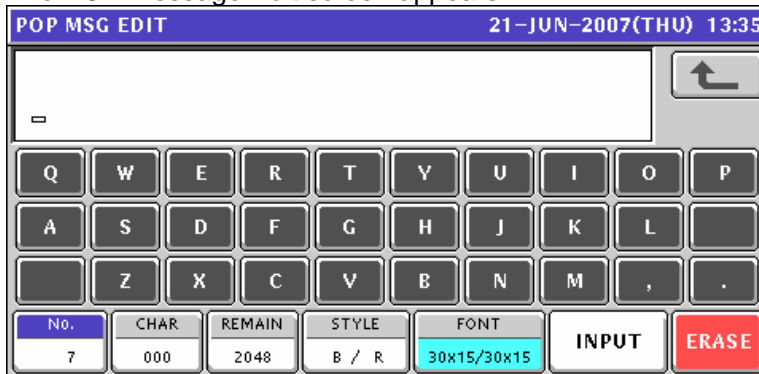 POP MSG EDIT 21-JUN-2007(THU) 13:35
Q W E R T Y U I O P
A S D F G H J K L
Z X C V B N M , .
No. CHAR REMAIN STYLE FONT INPUT ERASE
7 000 2048 B / R 30x15/30x15